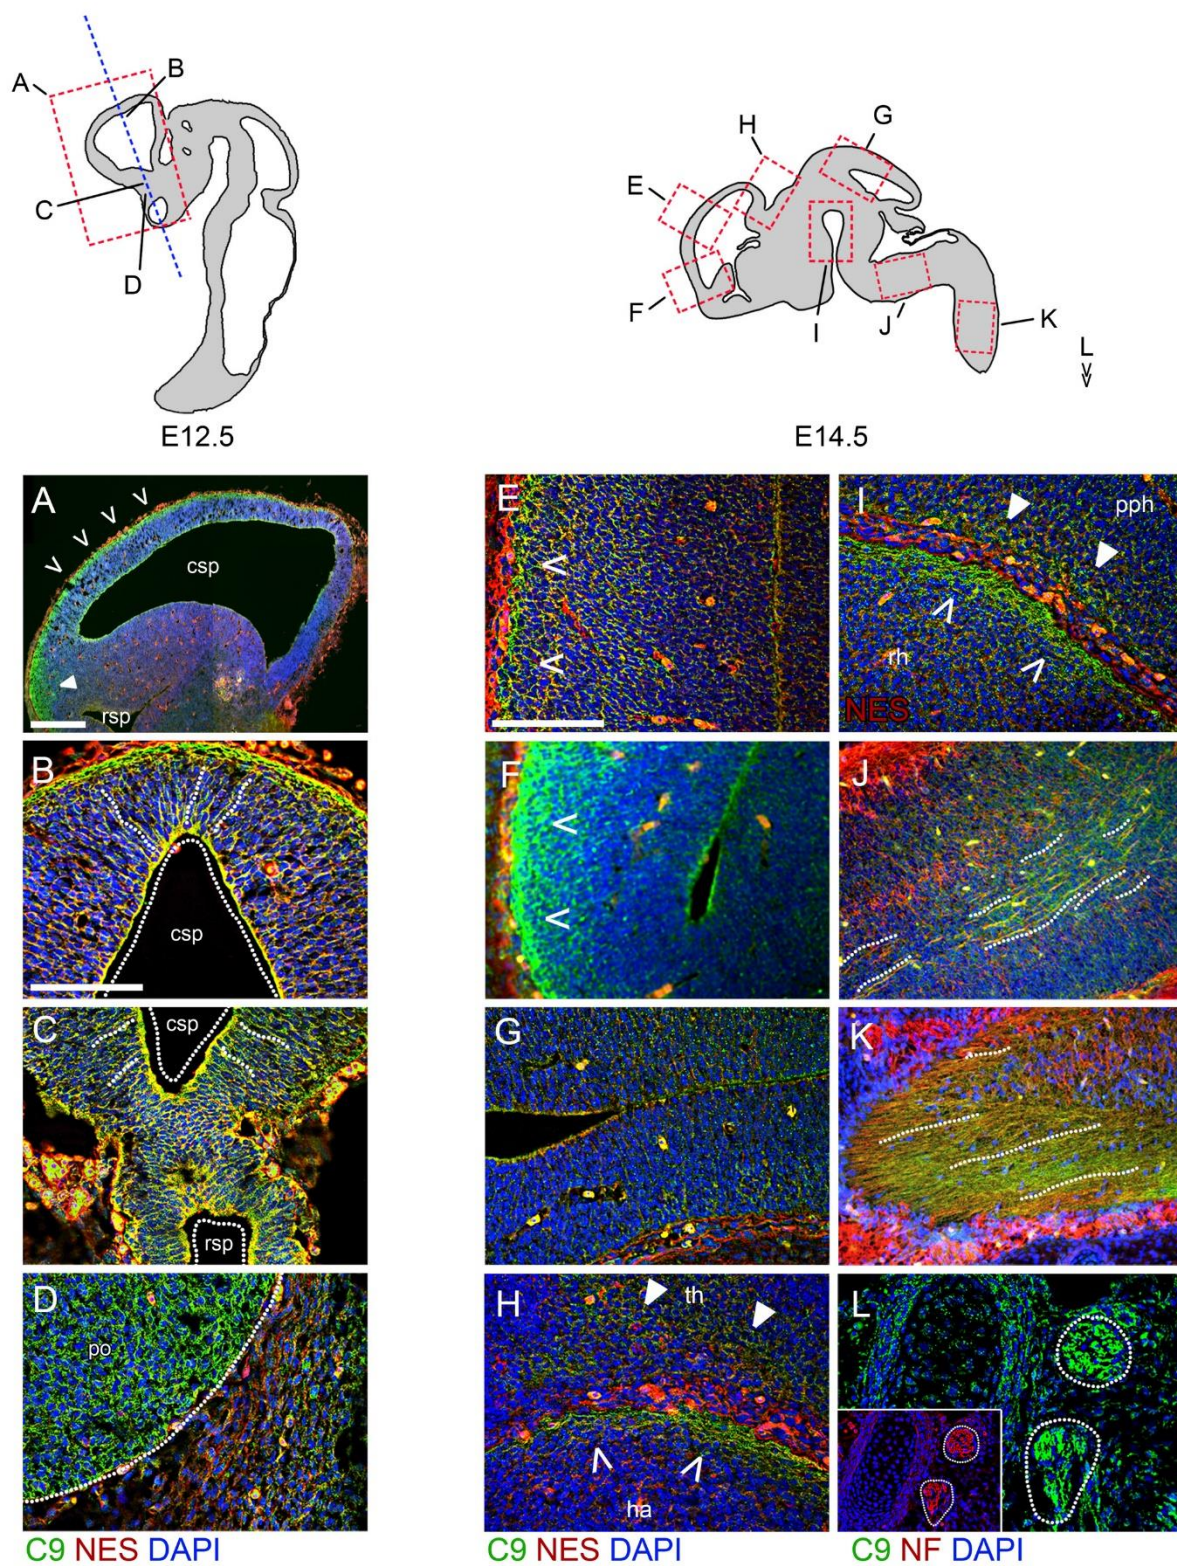 A
B
C
D
E12.5
H
G
E
F
I
J
K
L
E14.5
A
csp
rsp
B
csp
C
csp
rsp
D
po
C9 NES DAPI
E
F
G
H
th
ha
C9 NES DAPI
I
pph
rh
NES
J
K
L
C9 NF DAPI